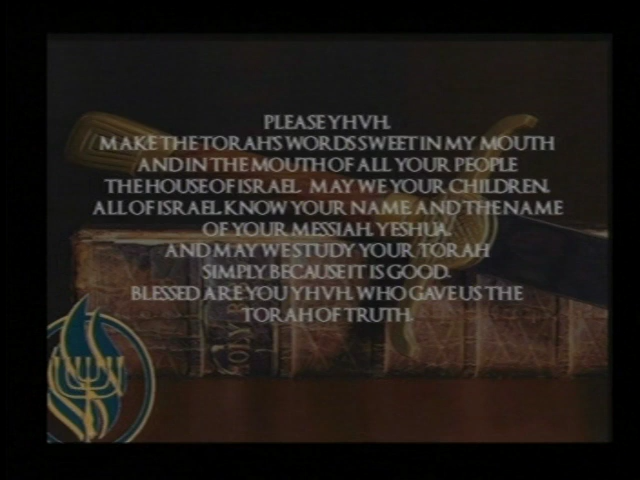 PLEASE YHVH.
MAKE THE TORAH'S WORDS SWEET IN MY MOUTH
AND IN THE MOUTH OF ALL YOUR PEOPLE
THE HOUSE OF ISRAEL. MAY WE YOUR CHILDREN,
ALL OF ISRAEL, KNOW YOUR NAME, AND THE NAME
OF YOUR MESSIAH, YESHUA.
AND MAY WE STUDY YOUR TORAH
SIMPLY BECAUSE IT IS GOOD.
BLESSED ARE YOU YHVH, WHO GAVE US THE
TORAH OF TRUTH.
HOLY